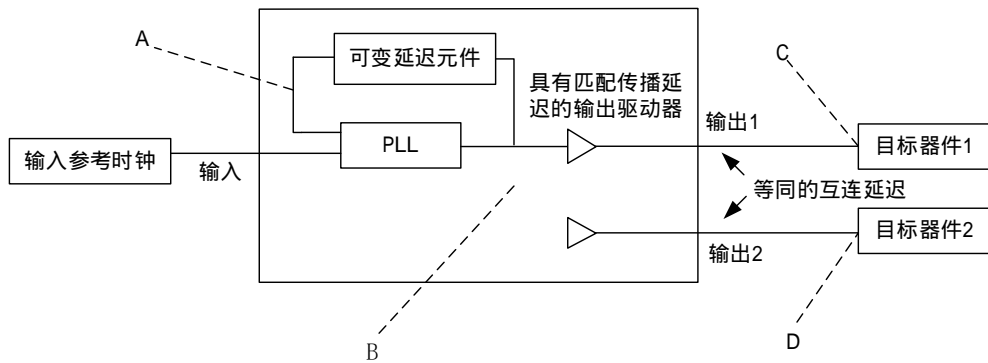 A
可变延迟元件
C
具有匹配传播延
迟的输出驱动器
输出1
PLL
目标器件1
输入参考时钟
输入
等同的互连延迟
目标器件2
输出2
B
D